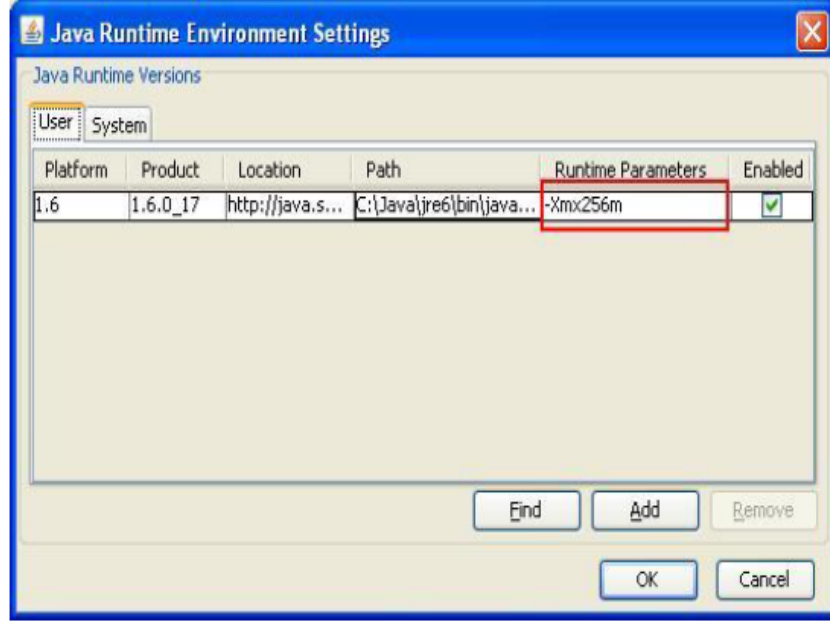 Java Runtime Environment Settings
Java Runtime Versions
User System
Platform Product Location Path Runtime Parameters Enabled
1.6 1.6.0_17 http://java.s... C:\Java\jre6\bin\java... -Xmx256m
Find Add Remove
OK Cancel